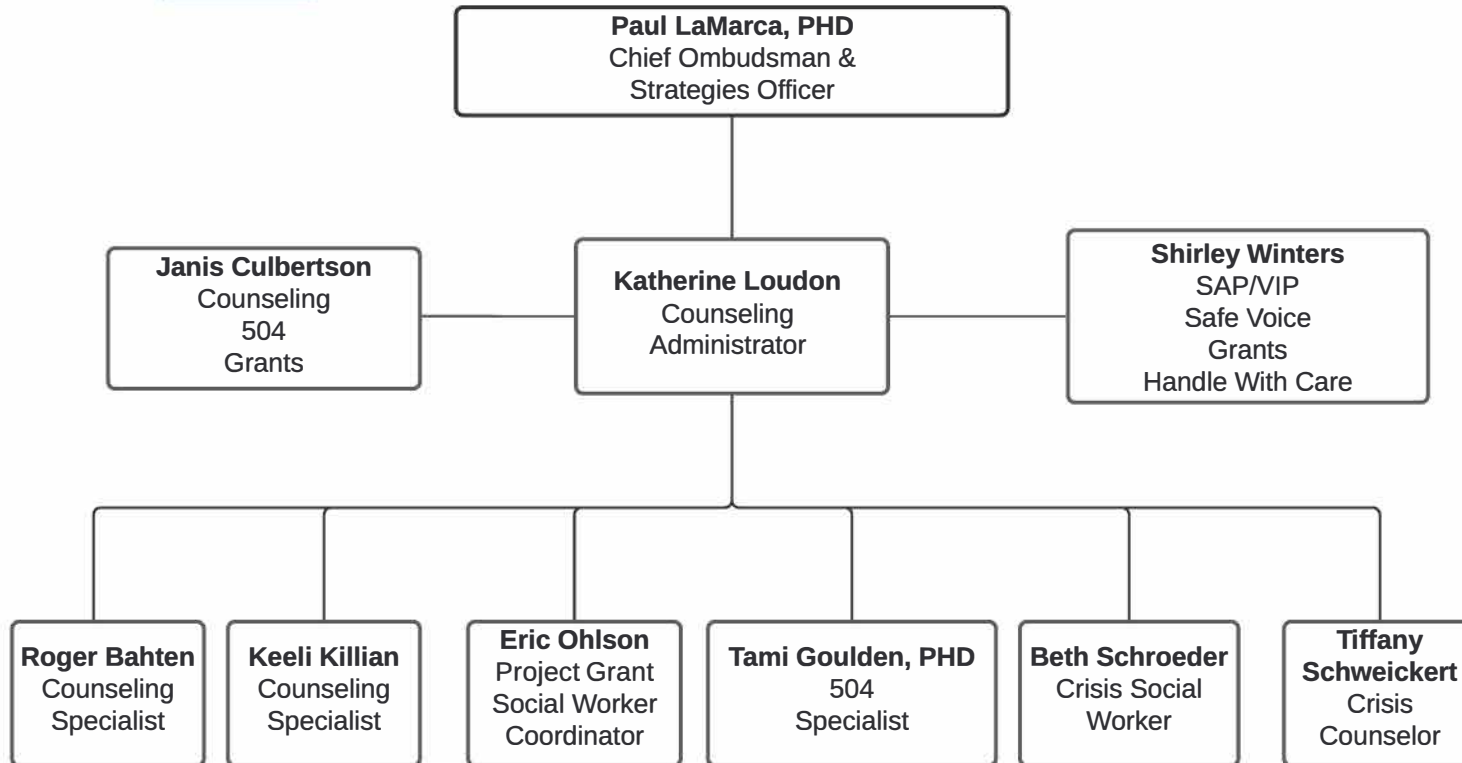 Paul LaMarca, PHD
Chief Ombudsman &
Strategies Officer
Janis Culbertson
Counseling
504
Grants
Katherine Loudon
Counseling
Administrator
Shirley Winters
SAP/VIP
Safe Voice
Grants
Handle With Care
Roger Bahten
Counseling
Specialist
Keeli Killian
Counseling
Specialist
Eric Ohlson
Project Grant
Social Worker
Coordinator
Tami Goulden, PHD
504
Specialist
Beth Schroeder
Crisis Social
Worker
Tiffany
Schweickert
Crisis
Counselor